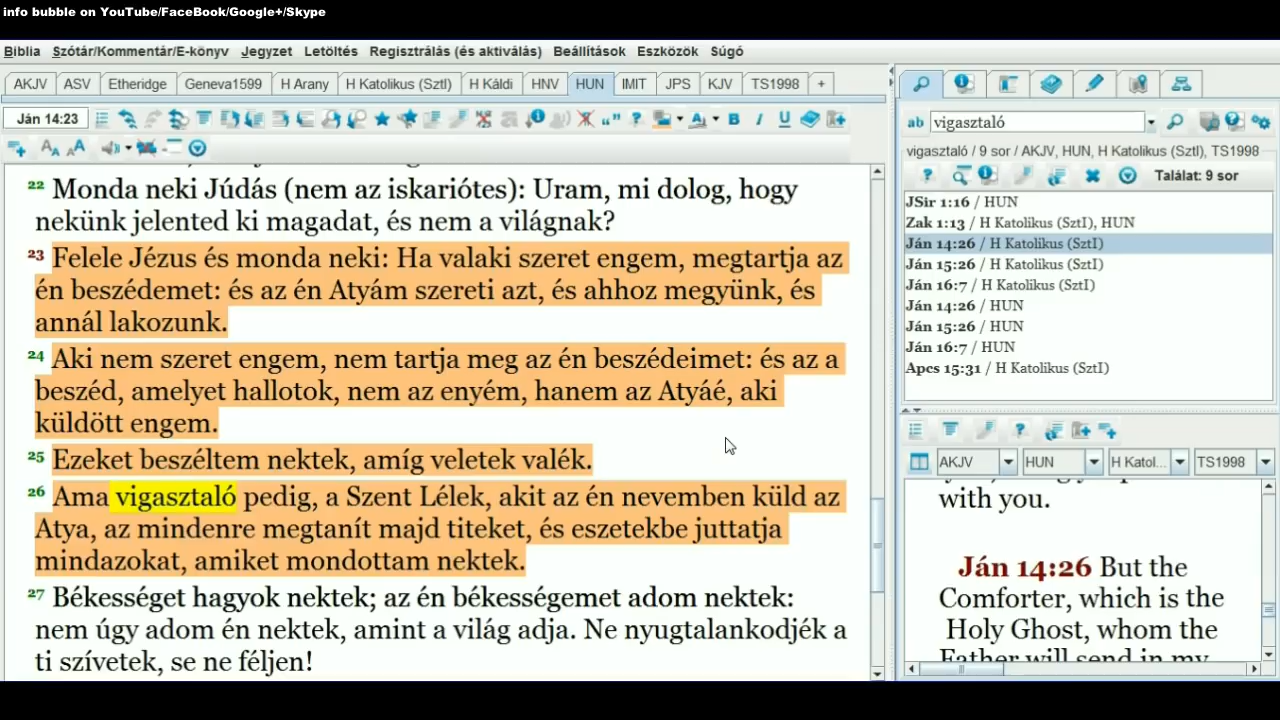 info bubble on YouTube/FaceBook/Google+/Skype
Biblia Szótár/Kommentár/E-könyv Jegyzet Letöltés Regisztrálás (és aktiválás) Beállítások Eszközök Súgó
AKJV ASV Etheridge Geneva1599 H Arany H Katolikus (SztI) H Káldi HNV HUN IMIT JPS KJV TS1998 +
Ján 14:23
22 Monda neki Júdás (nem az iskariótes): Uram, mi dolog, hogy
nekünk jelented ki magadat, és nem a világnak?
23 Felele Jézus és monda neki: Ha valaki szeret engem, megtartja az
én beszédemet: és az én Atyám szereti azt, és ahhoz megyünk, és
annál lakozunk.
24 Aki nem szeret engem, nem tartja meg az én beszédeimet: és az a
beszéd, amelyet hallotok, nem az enyém, hanem az Atyáé, aki
küldött engem.
25 Ezeket beszéltem nektek, amíg veletek valék.
26 Ama vigasztaló pedig, a Szent Lélek, akit az én nevemben küld az
Atya, az mindenre megtanít majd titeket, és eszetekbe juttatja
mindazokat, amiket mondottam nektek.
27 Békességet hagyok nektek; az én békességemet adom nektek:
nem úgy adom én nektek, amint a világ adja. Ne nyugtalankodjék a
ti szívetek, se ne féljen!
ab vigasztaló
vigasztaló / 9 sor / AKJV, HUN, H Katolikus (SztI), TS1998
Találat: 9 sor
JSir 1:16 / HUN
Zak 1:13 / H Katolikus (SztI), HUN
Ján 14:26 / H Katolikus (SztI)
Ján 15:26 / H Katolikus (SztI)
Ján 16:7 / H Katolikus (SztI)
Ján 14:26 / HUN
Ján 15:26 / HUN
Ján 16:7 / HUN
Apcs 15:31 / H Katolikus (SztI)
AKJV HUN H Katol... TS1998
with you.
Ján 14:26 But the
Comforter, which is the
Holy Ghost, whom the
Father will send in my